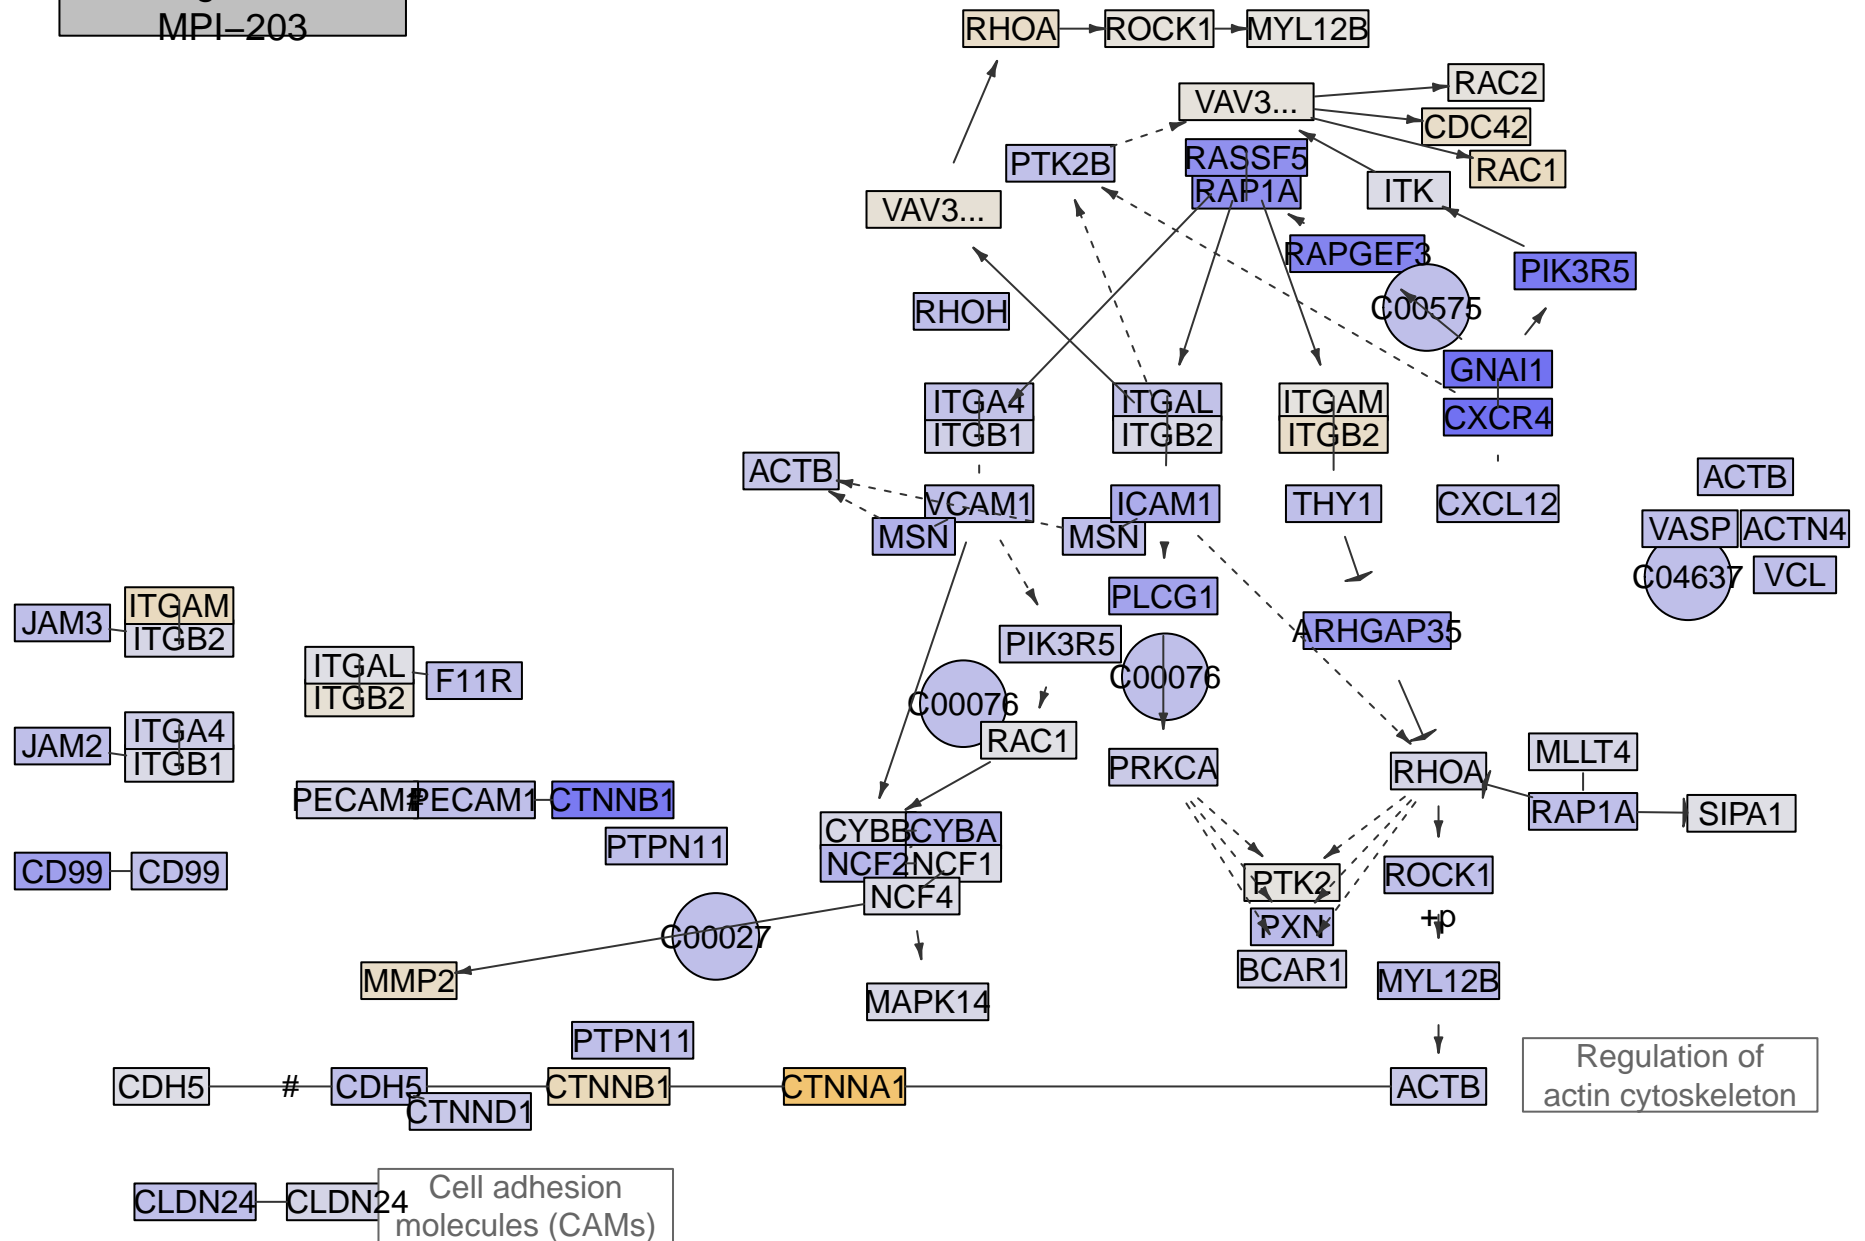 MPI−203
RHOA
ROCK1
MYL12B
RAC2
VAV3...
CDC42
PTK2B
RASSF5
RAC1
RAP1A
ITK
VAV3...
RAPGEF3
PIK3R5
RHOH
C00575
GNAI1
ITGA4
ITGAL
ITGAM
CXCR4
ITGB1
ITGB2
ITGB2
ACTB
ACTB
VCAM1
ICAM1
THY1
CXCL12
MSN
MSN
VASP
ACTN4
C04637
VCL
PLCG1
JAM3
ITGAM
ITGB2
ARHGAP35
PIK3R5
ITGAL
ITGB2
F11R
C00076
C00076
JAM2
ITGA4
ITGB1
RAC1
MLLT4
PRKCA
RHOA
PECAM1
#
PECAM1
CTNNB1
RAP1A
SIPA1
PTPN11
CYBB
CYBA
NCF2
NCF1
CD99
CD99
NCF4
PTK2
ROCK1
+p
PXN
C00027
BCAR1
MMP2
MYL12B
MAPK14
PTPN11
CDH5
#
CDH5
CTNNB1
CTNNA1
ACTB
CTNND1
Regulation of
actin cytoskeleton
CLDN24
CLDN24
Cell adhesion
molecules (CAMs)